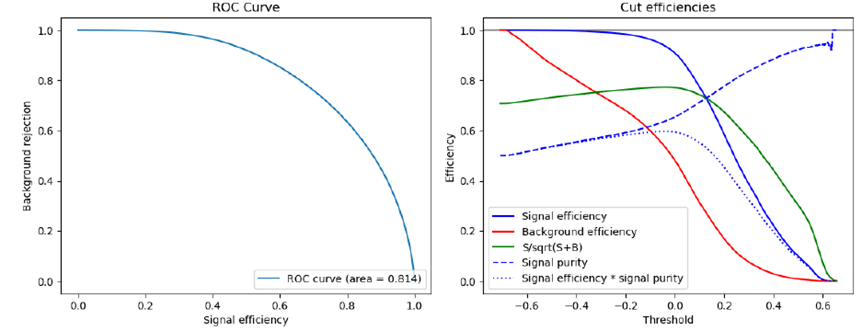 ROC Curve
1.0
0.8
0.6
0.4
0.2
0.0
Background rejection
0.0 0.2 0.4 0.6 0.8 1.0
Signal efficiency
ROC curve (area = 0.814)
Cut efficiencies
1.0
0.8
0.6
0.4
0.2
0.0
Efficiency
Signal efficiency
Background efficiency
S/sqrt(S+B)
Signal purity
Signal efficiency * signal purity
−0.6 −0.4 −0.2 0.0 0.2 0.4 0.6
Threshold